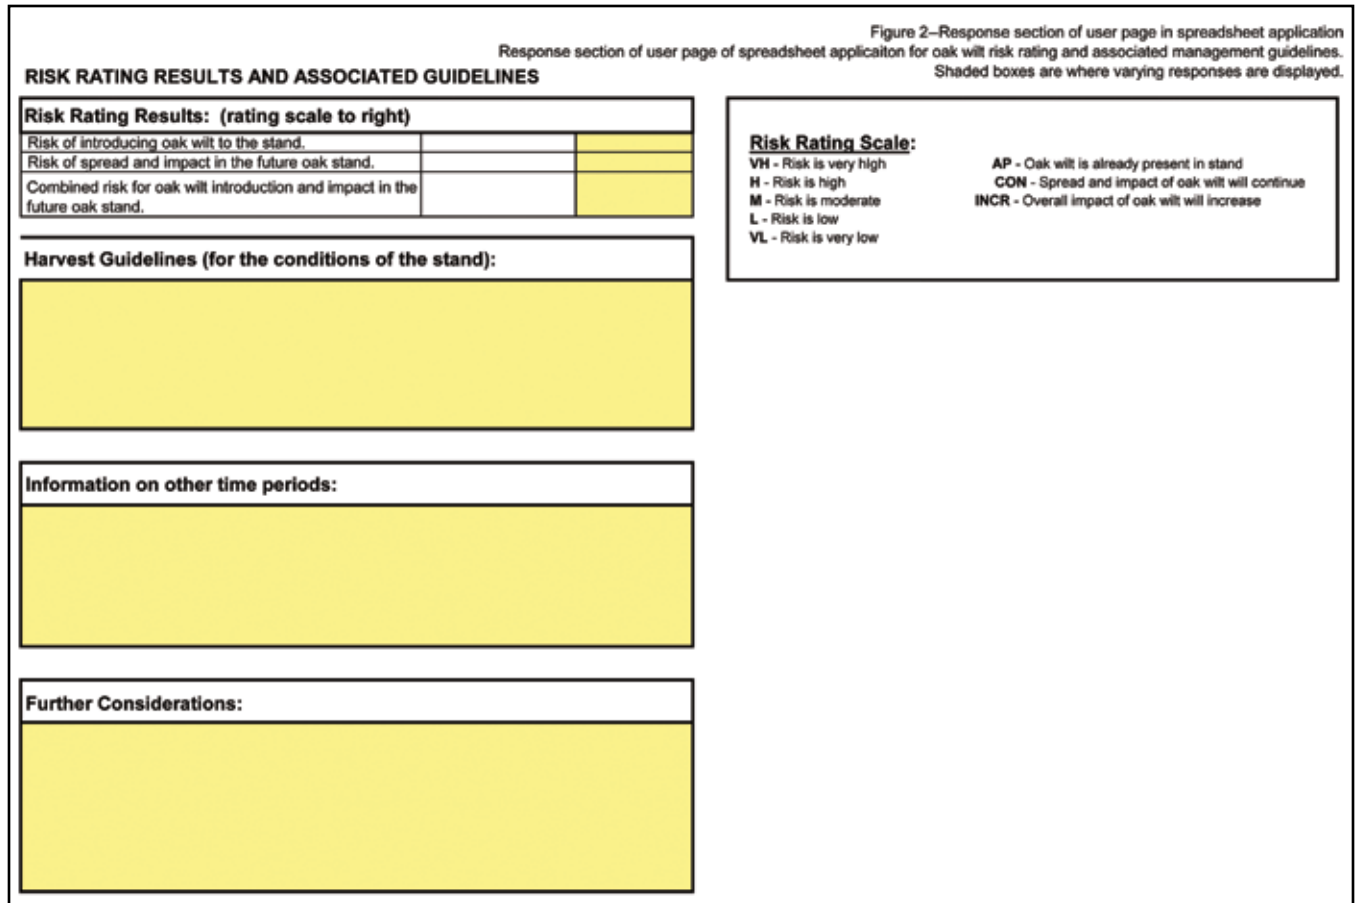 Figure 2–Response section of user page in spreadsheet application
Response section of user page of spreadsheet applicaiton for oak wilt risk rating and associated management guidelines.
Shaded boxes are where varying responses are displayed.
RISK RATING RESULTS AND ASSOCIATED GUIDELINES
Risk Rating Results: (rating scale to right)
Risk of introducing oak wilt to the stand.
Risk of spread and impact in the future oak stand.
Combined risk for oak wilt introduction and impact in the
future oak stand.
Risk Rating Scale:
VH - Risk is very high
H - Risk is high
M - Risk is moderate
L - Risk is low
VL - Risk is very low
AP - Oak wilt is already present in stand
CON - Spread and impact of oak wilt will continue
INCR - Overall impact of oak wilt will increase
Harvest Guidelines (for the conditions of the stand):
Information on other time periods:
Further Considerations: